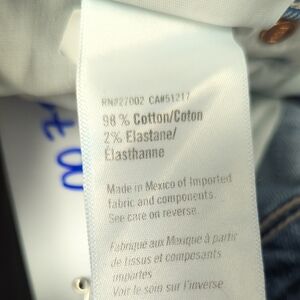 RN#27002 CA#51217
98 % Cotton/Coton
2% Elastane/
Élasthanne
Made in Mexico of imported
fabric and components.
See care on reverse.
Fabriqué aux Mexique à partir
de tissus et composants
importés
Voir le soin sur l'inverse